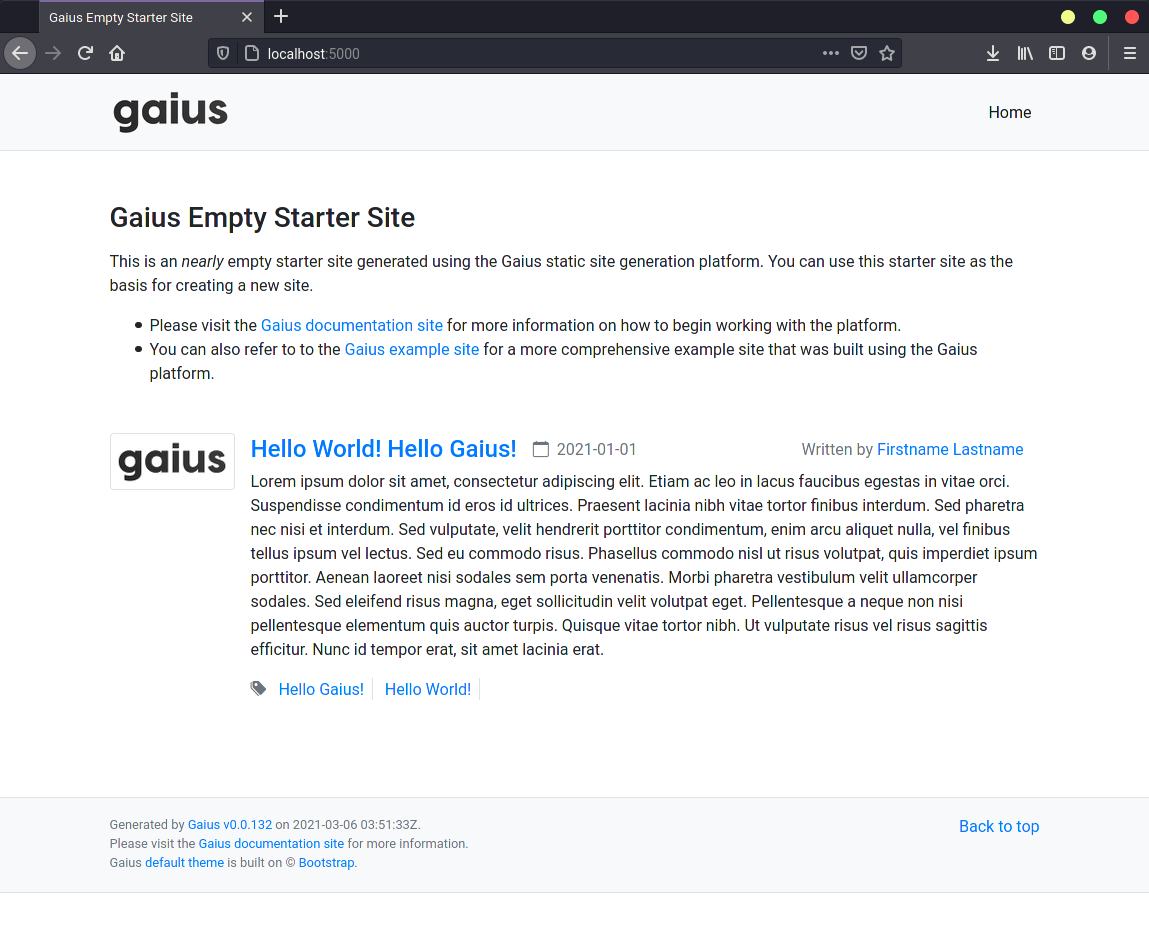 Gaius Empty Starter Site
localhost:5000
gaius
Home
Gaius Empty Starter Site
This is an nearly empty starter site generated using the Gaius static site generation platform. You can use this starter site as the
basis for creating a new site.
Please visit the Gaius documentation site for more information on how to begin working with the platform.
You can also refer to to the Gaius example site for a more comprehensive example site that was built using the Gaius
platform.
gaius
Hello World! Hello Gaius! 2021-01-01 Written by Firstname Lastname
Lorem ipsum dolor sit amet, consectetur adipiscing elit. Etiam ac leo in lacus faucibus egestas in vitae orci.
Suspendisse condimentum id eros id ultrices. Praesent lacinia nibh vitae tortor finibus interdum. Sed pharetra
nec nisi et interdum. Sed vulputate, velit hendrerit porttitor condimentum, enim arcu aliquet nulla, vel finibus
tellus ipsum vel lectus. Sed eu commodo risus. Phasellus commodo nisl ut risus volutpat, quis imperdiet ipsum
porttitor. Aenean laoreet nisi sodales sem porta venenatis. Morbi pharetra vestibulum velit ullamcorper
sodales. Sed eleifend risus magna, eget sollicitudin velit volutpat eget. Pellentesque a neque non nisi
pellentesque elementum quis auctor turpis. Quisque vitae tortor nibh. Ut vulputate risus vel risus sagittis
efficitur. Nunc id tempor erat, sit amet lacinia erat.
Hello Gaius! Hello World!
Generated by Gaius v0.0.132 on 2021-03-06 03:51:33Z.
Back to top
Please visit the Gaius documentation site for more information.
Gaius default theme is built on © Bootstrap.